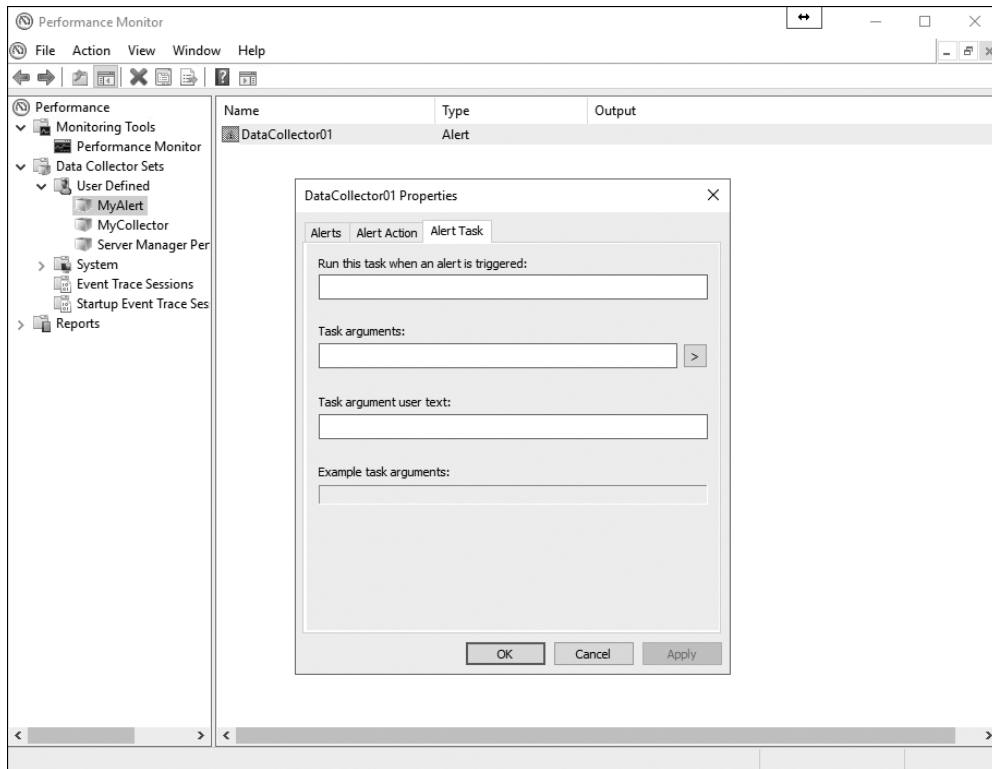 Performance Monitor
File Action View Window Help
Performance
Monitoring Tools
Performance Monitor
Data Collector Sets
User Defined
MyAlert
MyCollector
Server Manager Per
System
Event Trace Sessions
Startup Event Trace Ses
Reports
Name Type Output
DataCollector01 Alert
DataCollector01 Properties
Alerts Alert Action Alert Task
Run this task when an alert is triggered:
Task arguments:
>
Task argument user text:
Example task arguments:
OK Cancel Apply